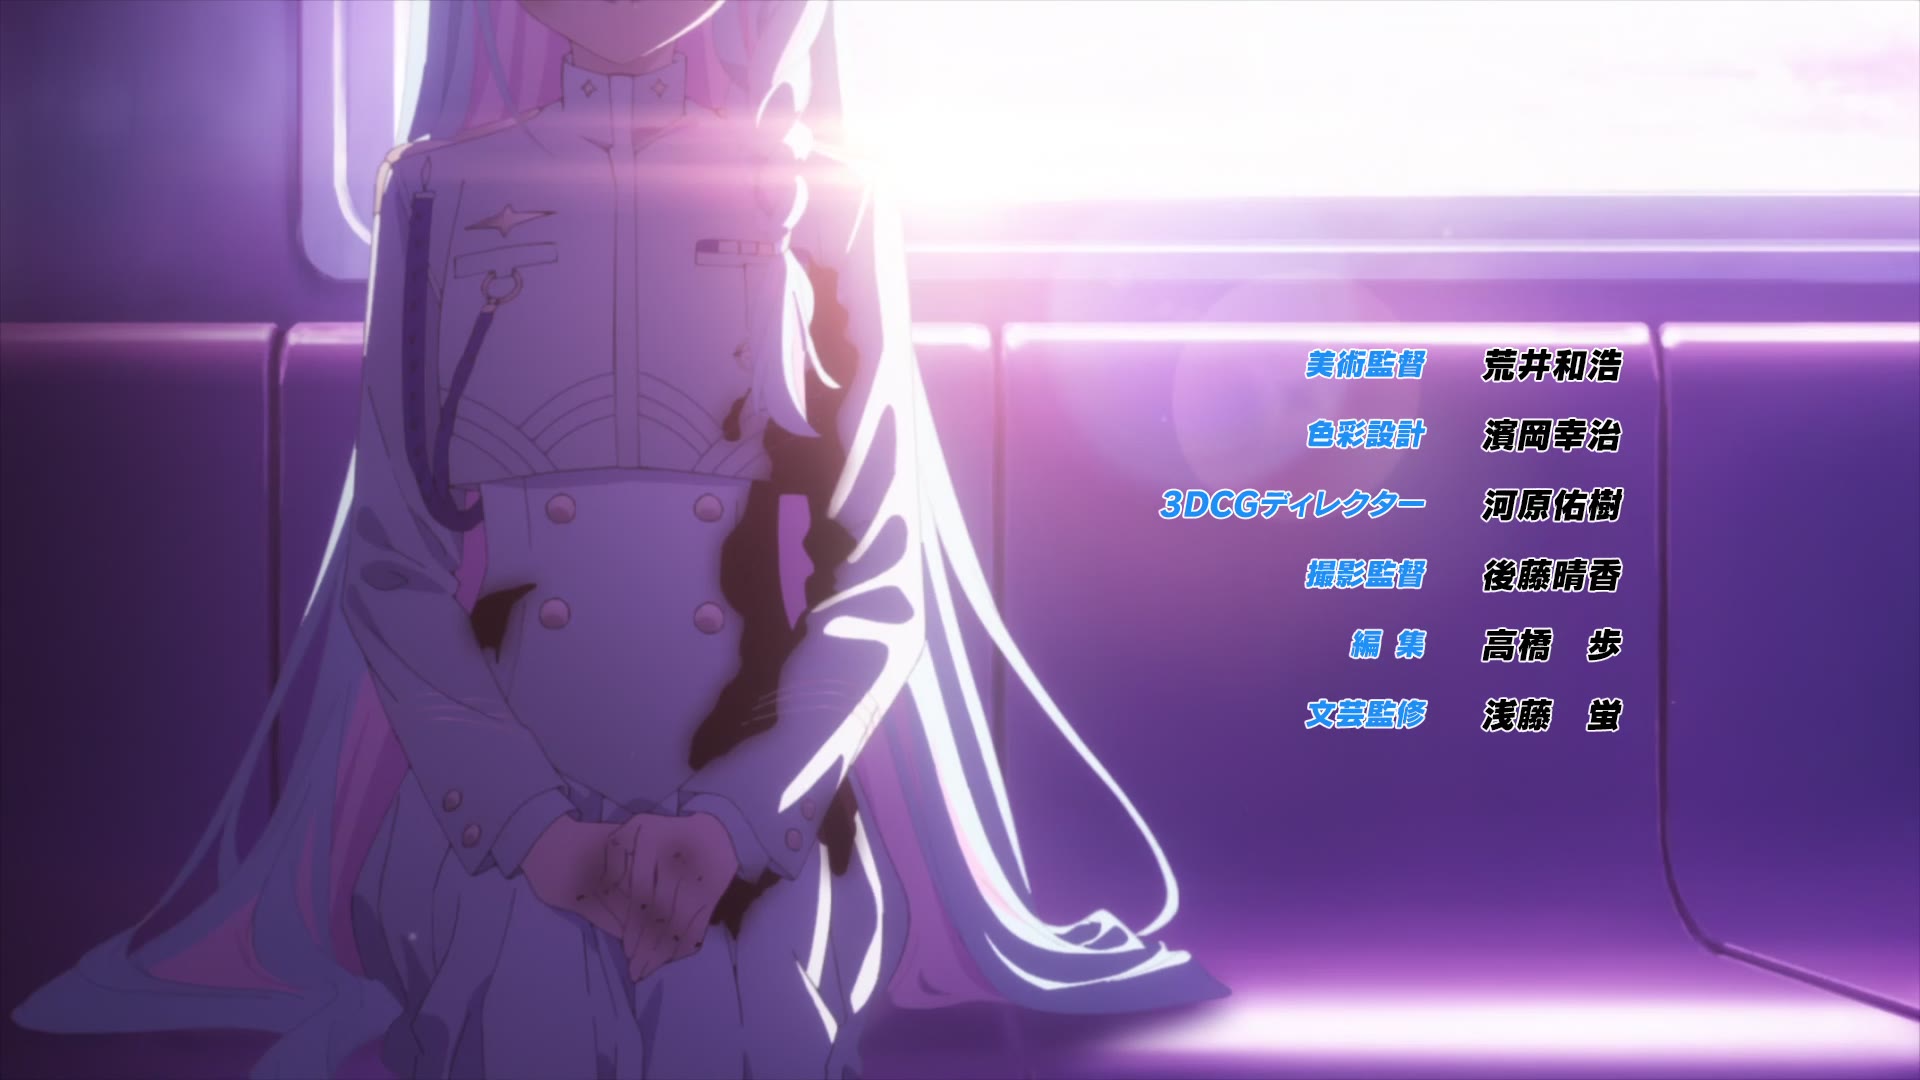 美術監督 荒井和浩
色彩設計 濱岡幸治
3DCGディレクター 河原佑樹
撮影監督 後藤晴香
編集 高橋 歩
文芸監修 浅藤 蛍